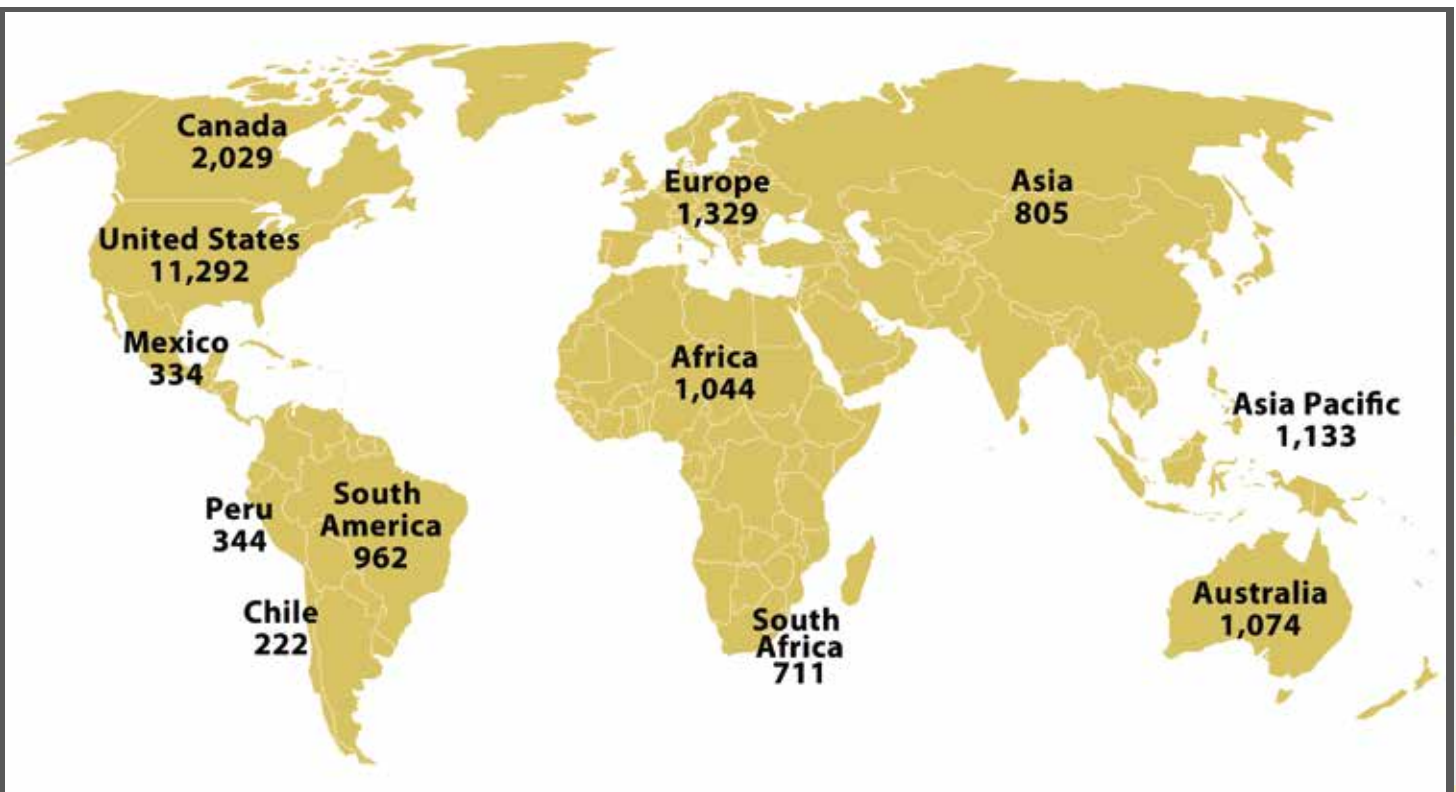 Canada
2,029
United States
11,292
Mexico
334
Peru
344
South
America
962
Chile
222
Europe
1,329
Africa
1,044
South
Africa
711
Asia
805
Asia Pacific
1,133
Australia
1,074